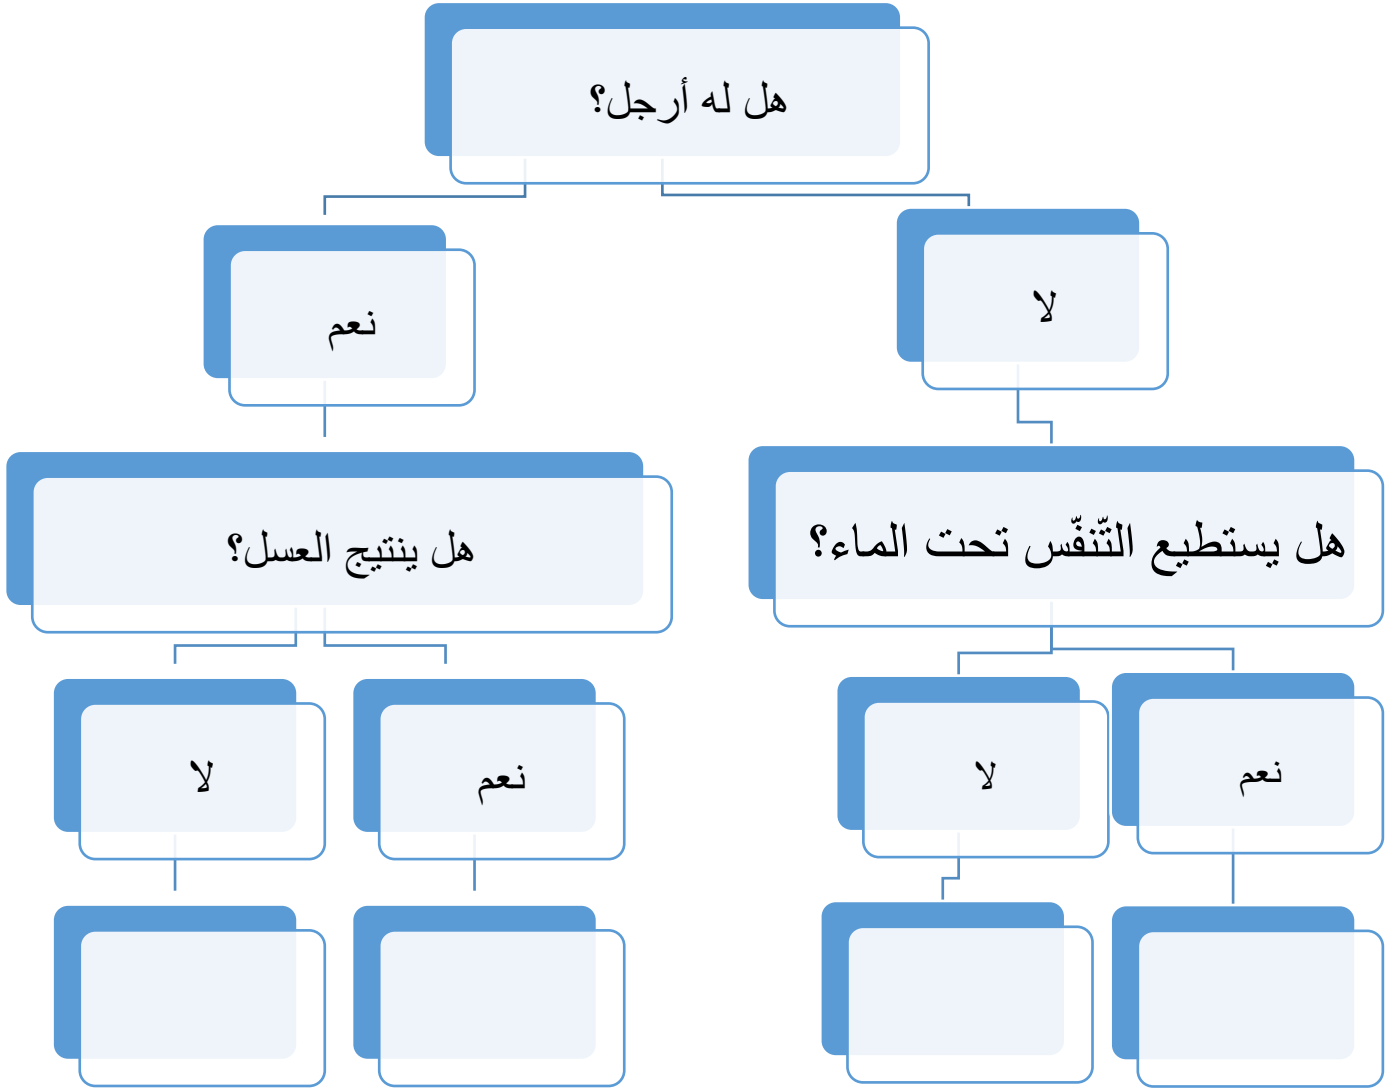 هل له أرجل؟
لا
نعم
هل يستطيع التّنفّس تحت الماء؟
هل ينتيج العسل؟
نعم
لا
نعم
لا